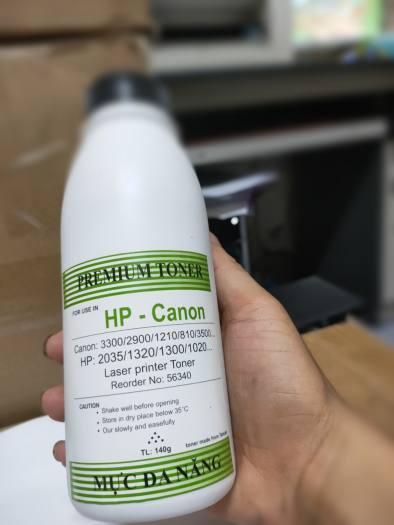 PREMIUM TONER
FOR USE IN HP - Canon
Canon: 3300/2900/1210/810/3500...
HP: 2035/1320/1300/1020...
Laser printer Toner
Reorder No: 56340
CAUTION
• Shake well before opening
• Store in dry place below 35°C
• Our slowly and easefully
TL: 140g
toner made from
MỰC ĐA NĂNG